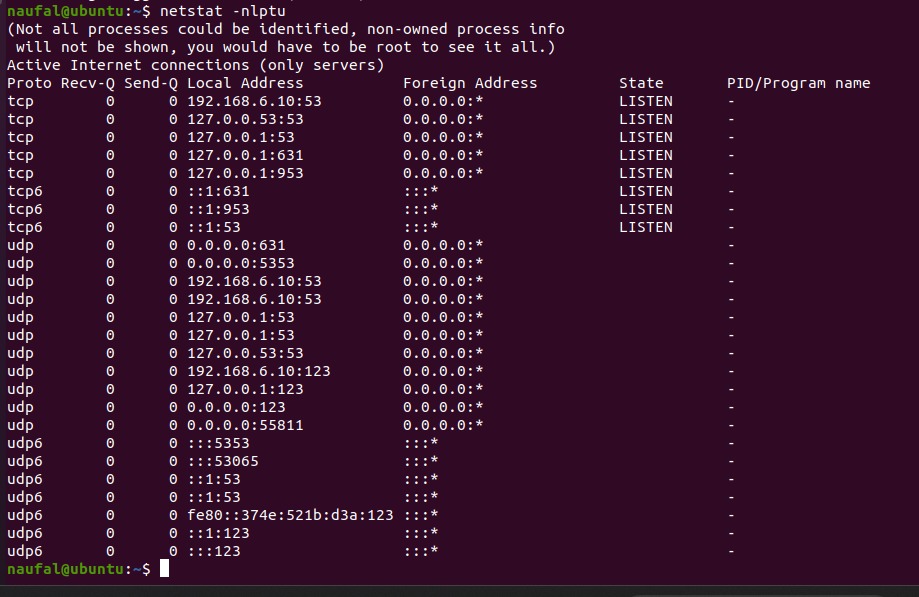 naufal@ubuntu:~$ netstat -nlptu
(Not all processes could be identified, non-owned process info
 will not be shown, you would have to be root to see it all.)
Active Internet connections (only servers)
Proto Recv-Q Send-Q Local Address           Foreign Address         State       PID/Program name
tcp        0      0 192.168.6.10:53         0.0.0.0:*               LISTEN      -
tcp        0      0 127.0.0.53:53           0.0.0.0:*               LISTEN      -
tcp        0      0 127.0.0.1:53            0.0.0.0:*               LISTEN      -
tcp        0      0 127.0.0.1:631           0.0.0.0:*               LISTEN      -
tcp        0      0 127.0.0.1:953           0.0.0.0:*               LISTEN      -
tcp6       0      0 ::1:631                 :::*                    LISTEN      -
tcp6       0      0 ::1:953                 :::*                    LISTEN      -
tcp6       0      0 ::1:53                  :::*                    LISTEN      -
udp        0      0 0.0.0.0:631             0.0.0.0:*                           -
udp        0      0 0.0.0.0:5353            0.0.0.0:*                           -
udp        0      0 192.168.6.10:53         0.0.0.0:*                           -
udp        0      0 192.168.6.10:53         0.0.0.0:*                           -
udp        0      0 127.0.0.1:53            0.0.0.0:*                           -
udp        0      0 127.0.0.1:53            0.0.0.0:*                           -
udp        0      0 127.0.0.53:53           0.0.0.0:*                           -
udp        0      0 192.168.6.10:123        0.0.0.0:*                           -
udp        0      0 127.0.0.1:123           0.0.0.0:*                           -
udp        0      0 0.0.0.0:123             0.0.0.0:*                           -
udp        0      0 0.0.0.0:55811           0.0.0.0:*                           -
udp6       0      0 :::5353                 :::*                                -
udp6       0      0 :::53065                :::*                                -
udp6       0      0 ::1:53                  :::*                                -
udp6       0      0 ::1:53                  :::*                                -
udp6       0      0 fe80::374e:521b:d3a:123 :::*                                -
udp6       0      0 ::1:123                 :::*                                -
udp6       0      0 :::123                  :::*                                -
naufal@ubuntu:~$